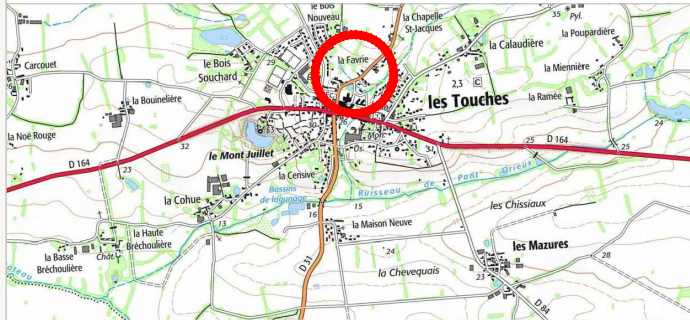 le Bois
Nouveau
la Chapelle
St-Jacques
35
Pyl.
la Poupardière
Carcouet
le Bois
Souchard
29
la Favrie
la Calaudière
la Miennière
2,3
C
la Bouinelière
les Touches
la Ramée
la Noë Rouge
33
Mon.
24
D 164
32
le Mont Juillet
Os.
31
25
D 164
25
23
la Censive
la Cohue
Bassins
de lagunage
Ruisseau de Pont Orieux
16
15
les Chissiaux
13
la Haute
Bréchoulière
la Maison Neuve
la Basse
Bréchoulière
Chât.
24
les Mazures
D 31
la Chevequais
23
28
D 84